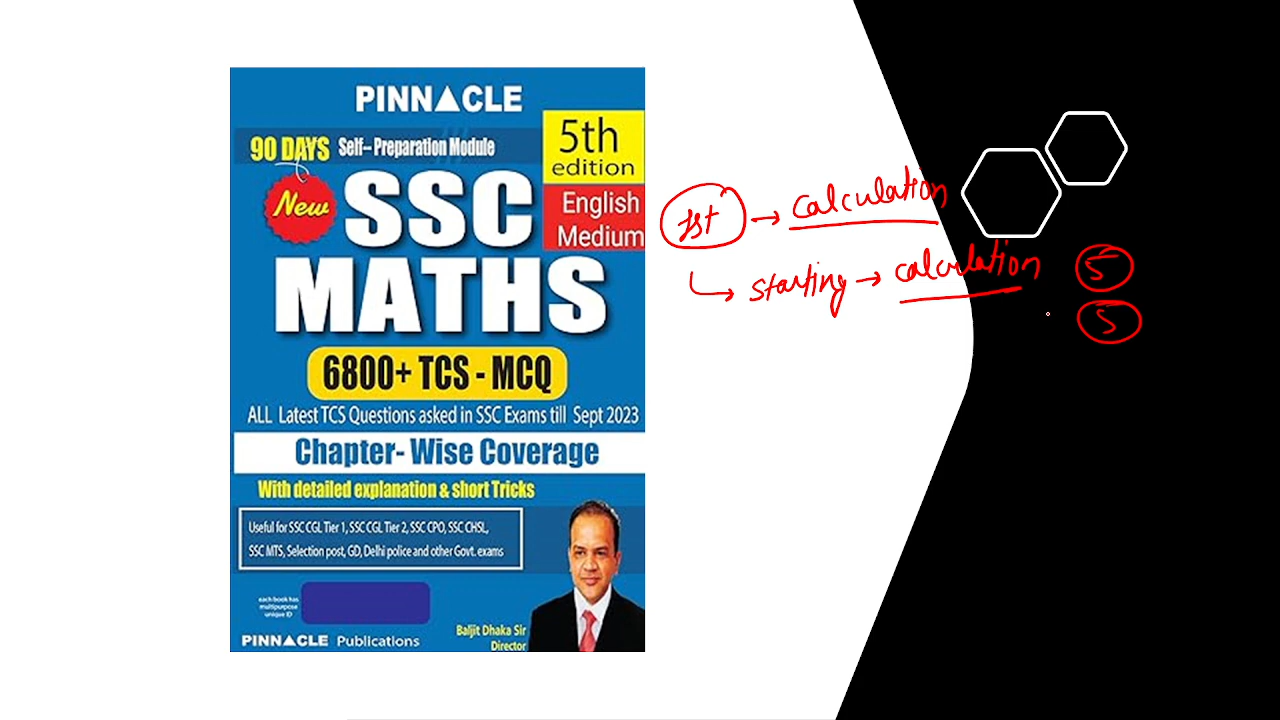 PINNACLE
90 DAYS Self-Preparation Module
5th
edition
New
SSC
English
Medium
MATHS
6800+ TCS - MCQ
ALL Latest TCS Questions asked in SSC Exams till Sept 2023
Chapter- Wise Coverage
With detailed explanation & short Tricks
Useful for SSC CGL Tier 1, SSC CGL Tier 2, SSC CPO, SSC CHSL,
SSC MTS, Selection post, GD, Delhi police and other Govt. exams
each book has
multipurpose
unique ID
PINNACLE Publications
Baljit Dhaka Sir
Director
1st → calculation
↳ starting → calculation 5
5